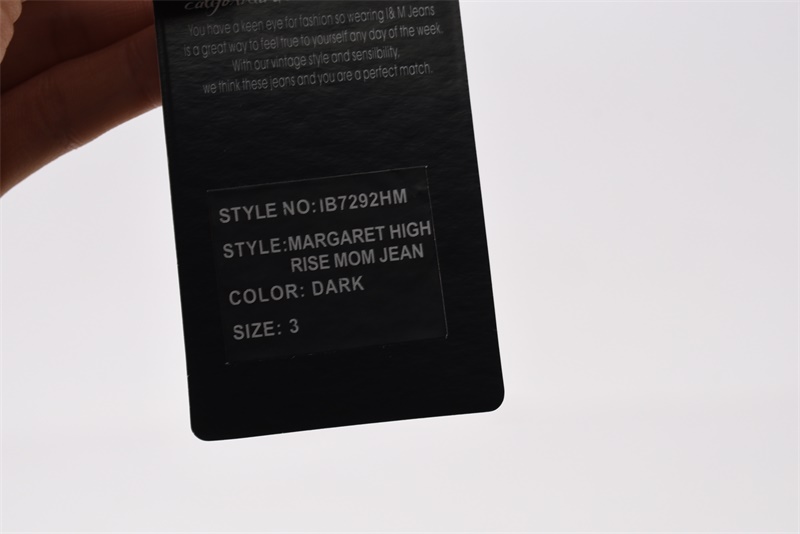 california
You have a keen eye for fashion so wearing I& M Jeans
is a great way to feel true to yourself any day of the week.
With our vintage style and sensibility,
we think these jeans and you are a perfect match.
STYLE NO: IB7292HM
STYLE:MARGARET HIGH
RISE MOM JEAN
COLOR: DARK
SIZE: 3